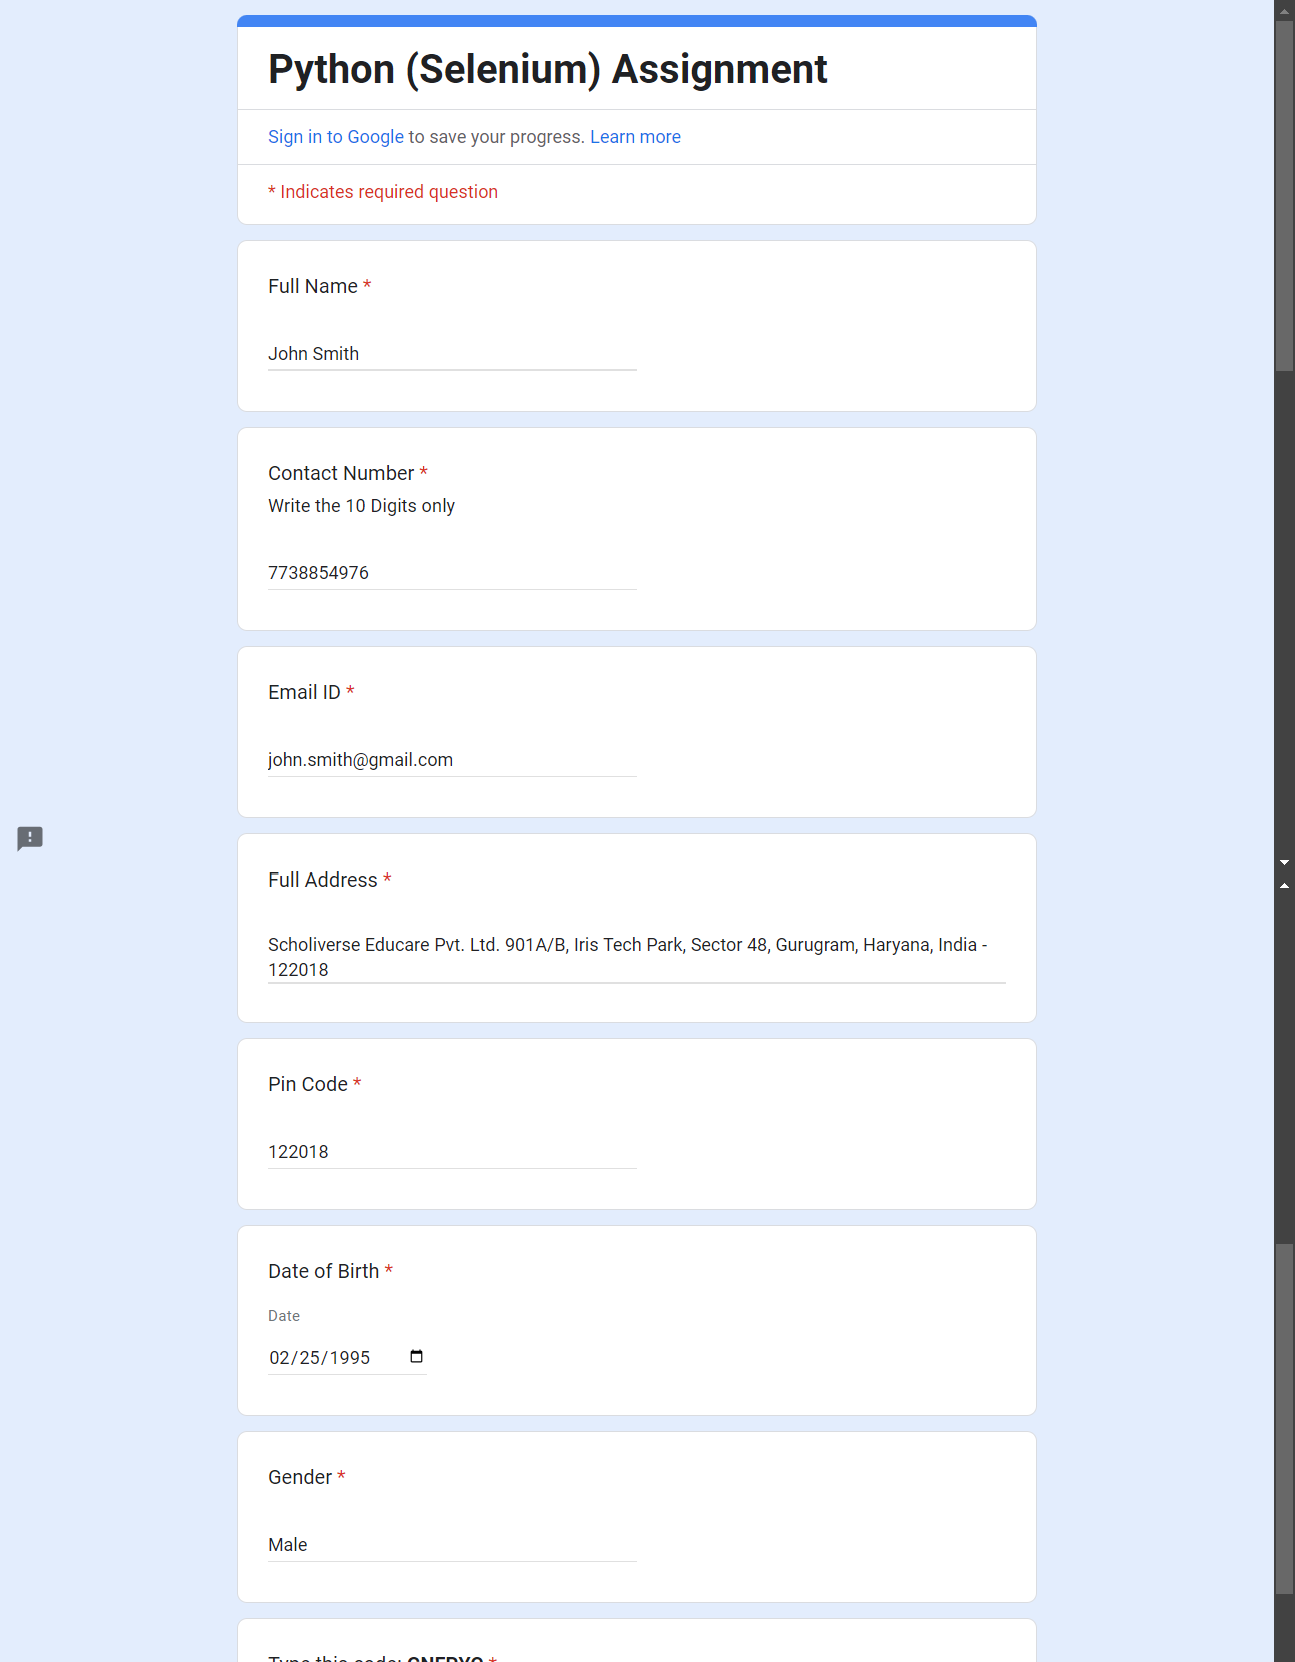 Python (Selenium) Assignment
Sign in to Google to save your progress. Learn more
* Indicates required question
Full Name *
John Smith
Contact Number *
Write the 10 Digits only
7738854976
Email ID *
john.smith@gmail.com
Full Address *
Scholiverse Educare Pvt. Ltd. 901A/B, Iris Tech Park, Sector 48, Gurugram, Haryana, India -
122018
Pin Code *
122018
Date of Birth *
Date
02/25/1995
Gender *
Male
Type this code: *